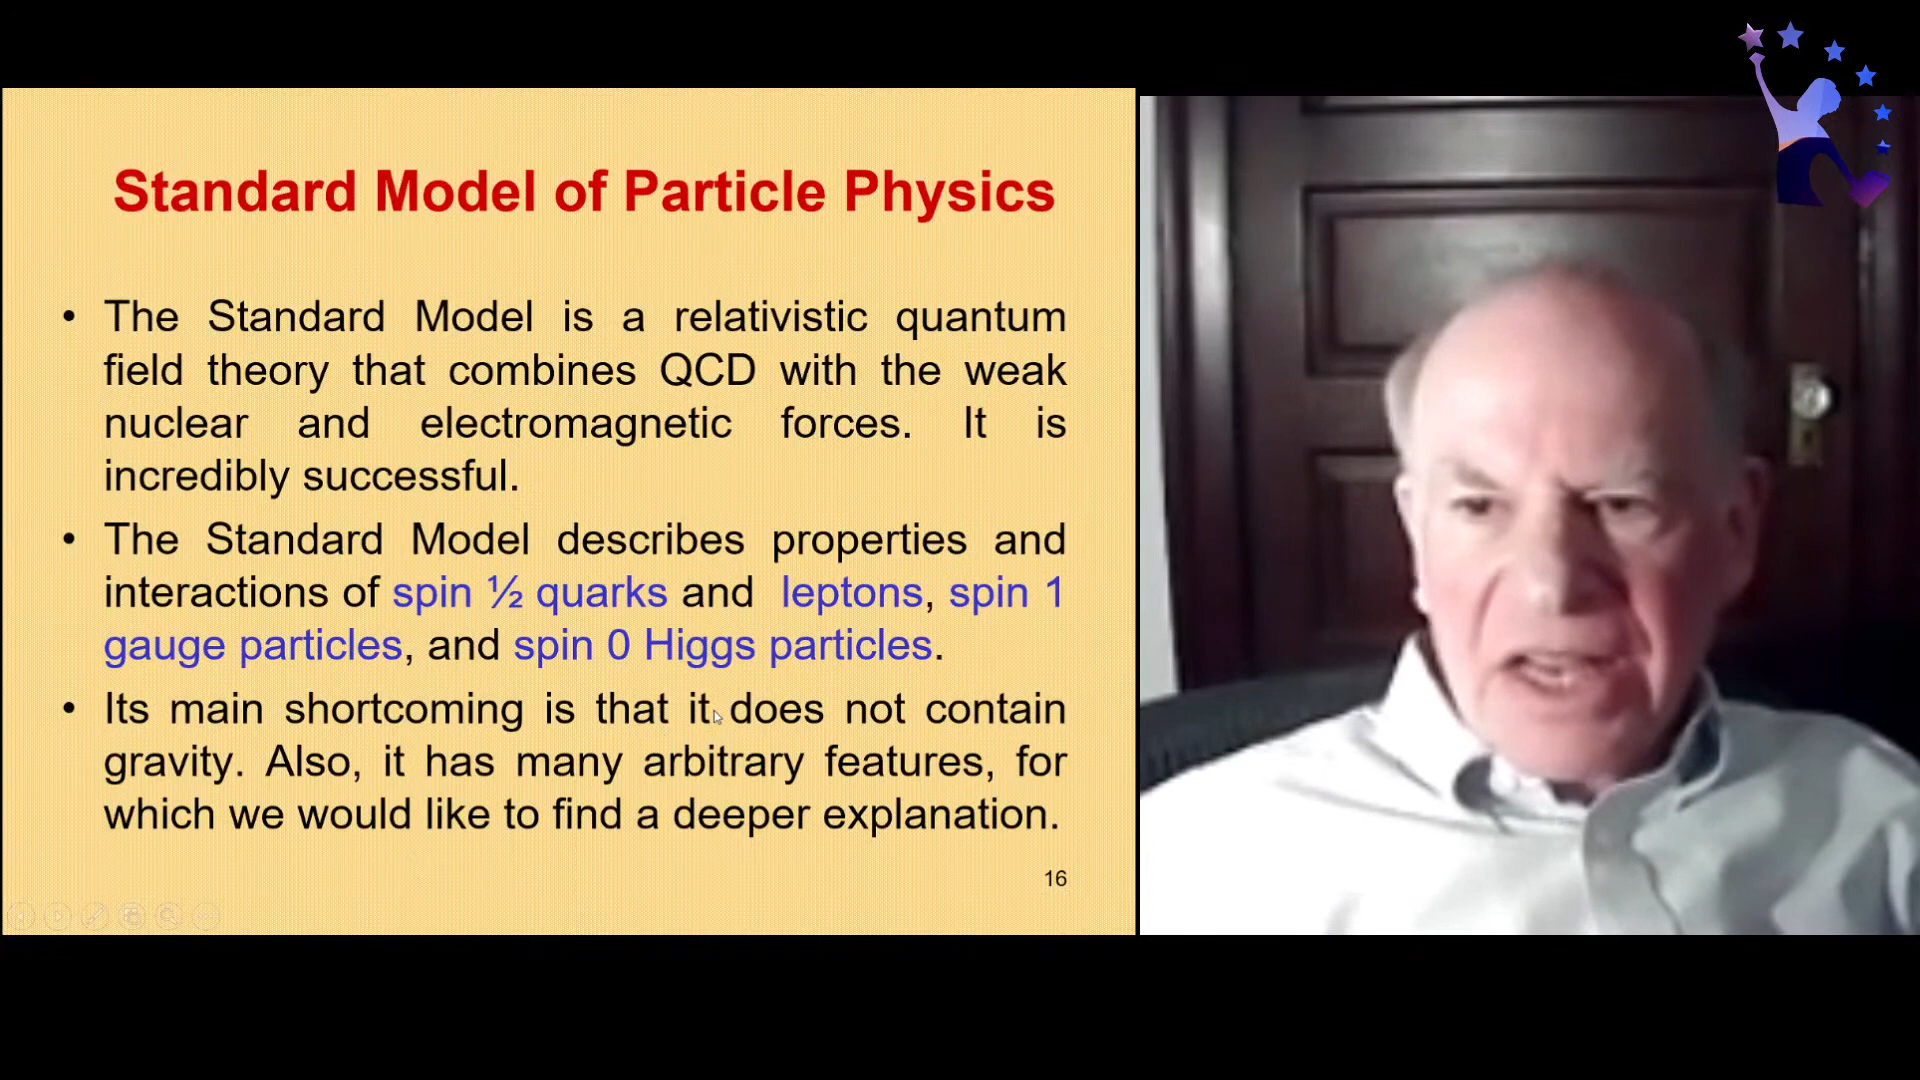 Standard Model of Particle Physics
• The Standard Model is a relativistic quantum
field theory that combines QCD with the weak
nuclear and electromagnetic forces. It is
incredibly successful.
• The Standard Model describes properties and
interactions of spin ½ quarks and leptons, spin 1
gauge particles, and spin 0 Higgs particles.
• Its main shortcoming is that it does not contain
gravity. Also, it has many arbitrary features, for
which we would like to find a deeper explanation.
16